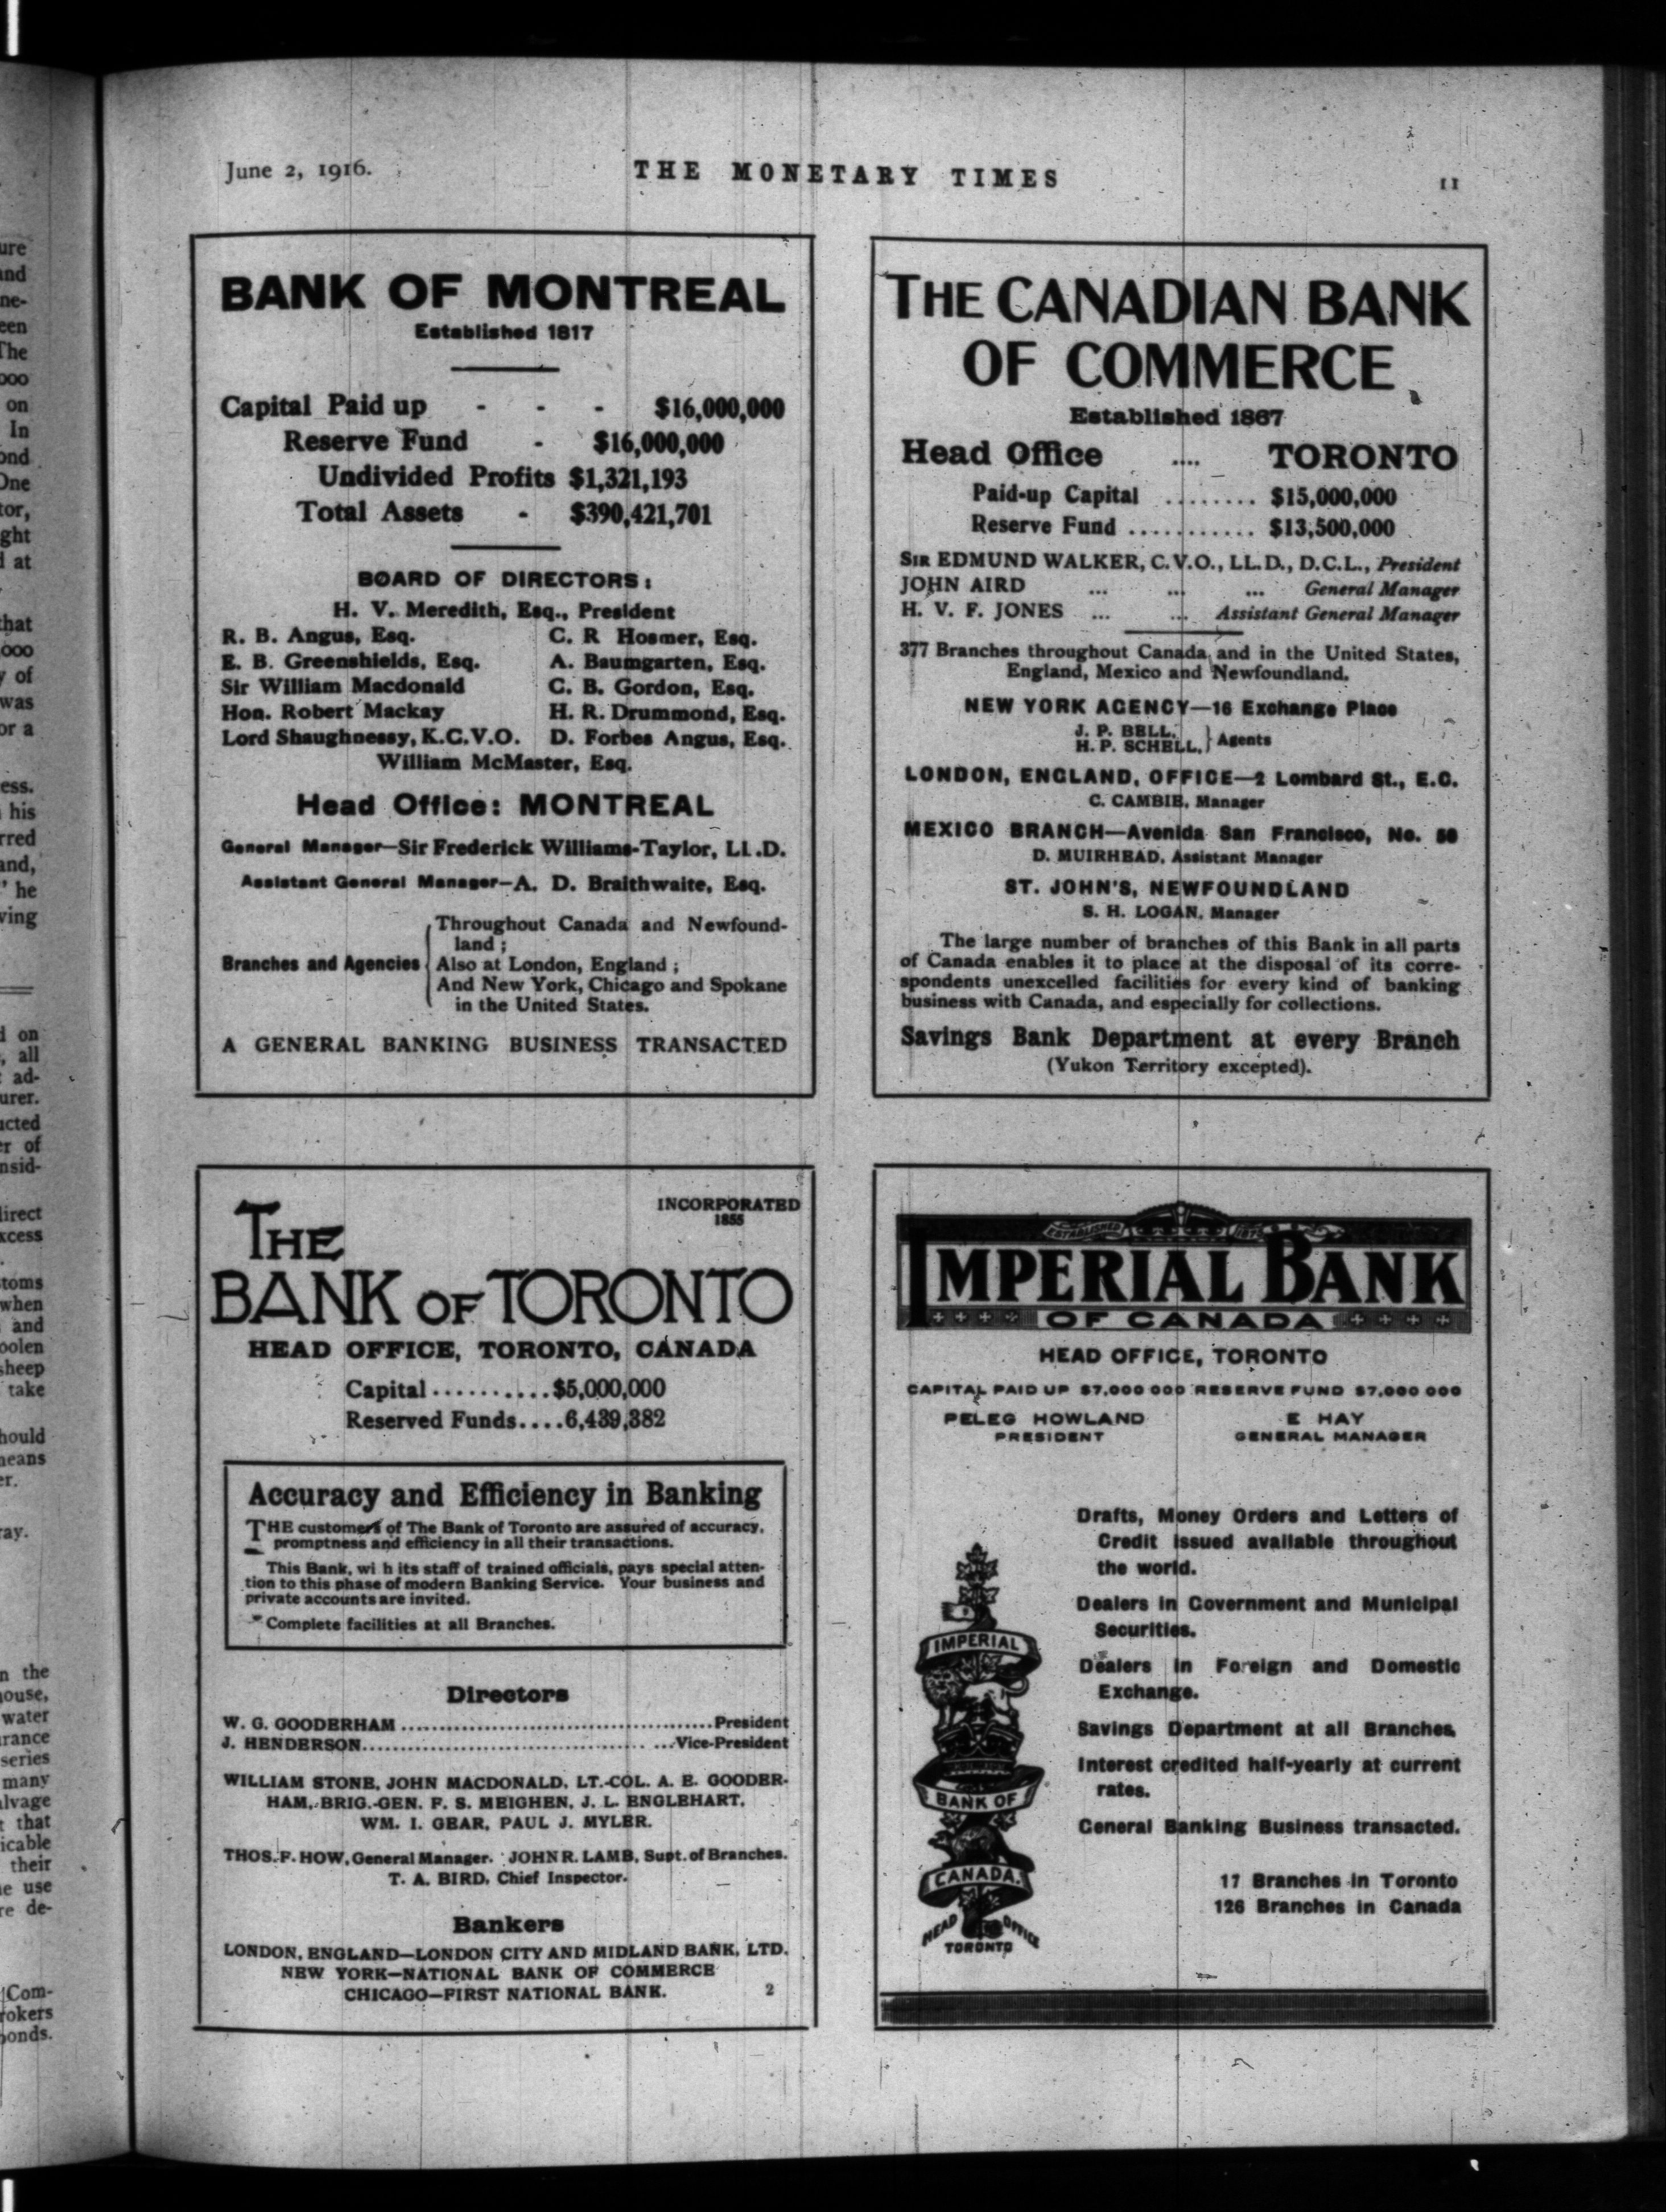 June 2, 1916.
THE MONETARY TIMES
11
BANK OF MONTREAL
Established 1817
Capital Paid up - - - $16,000,000
Reserve Fund - $16,000,000
Undivided Profits $1,321,193
Total Assets - $390,421,701
BOARD OF DIRECTORS:
H. V. Meredith, Esq., President
R. B. Angus, Esq. C. R Hosmer, Esq.
E. B. Greenshields, Esq. A. Baumgarten, Esq.
Sir William Macdonald C. B. Gordon, Esq.
Hon. Robert Mackay H. R. Drummond, Esq.
Lord Shaughnessy, K.C.V.O. D. Forbes Angus, Esq.
William McMaster, Esq.
Head Office: MONTREAL
General Manager—Sir Frederick Williams-Taylor, LL.D.
Assistant General Manager—A. D. Braithwaite, Esq.
Branches and Agencies
Throughout Canada and Newfound-
land;
Also at London, England;
And New York, Chicago and Spokane
in the United States.
A GENERAL BANKING BUSINESS TRANSACTED
THE CANADIAN BANK
OF COMMERCE
Established 1867
Head Office .... TORONTO
Paid-up Capital ........ $15,000,000
Reserve Fund ........... $13,500,000
SIR EDMUND WALKER, C.V.O., LL.D., D.C.L., President
JOHN AIRD ... ... ... General Manager
H. V. F. JONES ... ... Assistant General Manager
377 Branches throughout Canada and in the United States,
England, Mexico and Newfoundland.
NEW YORK AGENCY—16 Exchange Place
J. P. BELL,
H. P. SCHELL, } Agents
LONDON, ENGLAND, OFFICE—2 Lombard St., E.C.
C. CAMBIE, Manager
MEXICO BRANCH—Avenida San Francisco, No. 50
D. MUIRHEAD, Assistant Manager
ST. JOHN'S, NEWFOUNDLAND
S. H. LOGAN, Manager
The large number of branches of this Bank in all parts
of Canada enables it to place at the disposal of its corre-
spondents unexcelled facilities for every kind of banking
business with Canada, and especially for collections.
Savings Bank Department at every Branch
(Yukon Territory excepted).
INCORPORATED
1855
THE
BANK OF TORONTO
HEAD OFFICE, TORONTO, CANADA
Capital..........$5,000,000
Reserved Funds....6,439,382
Accuracy and Efficiency in Banking
THE customers of The Bank of Toronto are assured of accuracy,
promptness and efficiency in all their transactions.
This Bank, wi h its staff of trained officials, pays special atten-
tion to this phase of modern Banking Service. Your business and
private accounts are invited.
Complete facilities at all Branches.
Directors
W. G. GOODERHAM ........................................President
J. HENDERSON........................................Vice-President
WILLIAM STONE, JOHN MACDONALD, LT.-COL. A. E. GOODER-
HAM, BRIG.-GEN. F. S. MEIGHEN, J. L. ENGLEHART,
WM. I. GEAR, PAUL J. MYLER.
THOS. F. HOW, General Manager. JOHN R. LAMB, Supt. of Branches.
T. A. BIRD, Chief Inspector.
Bankers
LONDON, ENGLAND—LONDON CITY AND MIDLAND BANK, LTD.
NEW YORK—NATIONAL BANK OF COMMERCE
CHICAGO—FIRST NATIONAL BANK.
2
ESTABLISHED
IMPERIAL BANK
OF CANADA
HEAD OFFICE, TORONTO
CAPITAL PAID UP $7,000 000 RESERVE FUND $7,000 000
PELEG HOWLAND E HAY
PRESIDENT GENERAL MANAGER
Drafts, Money Orders and Letters of
Credit issued available throughout
the world.
Dealers in Government and Municipal
Securities.
Dealers in Foreign and Domestic
Exchange.
Savings Department at all Branches
Interest credited half-yearly at current
rates.
General Banking Business transacted.
17 Branches in Toronto
126 Branches in Canada
IMPERIAL
BANK OF
CANADA.
HEAD OFFICE
TORONTO